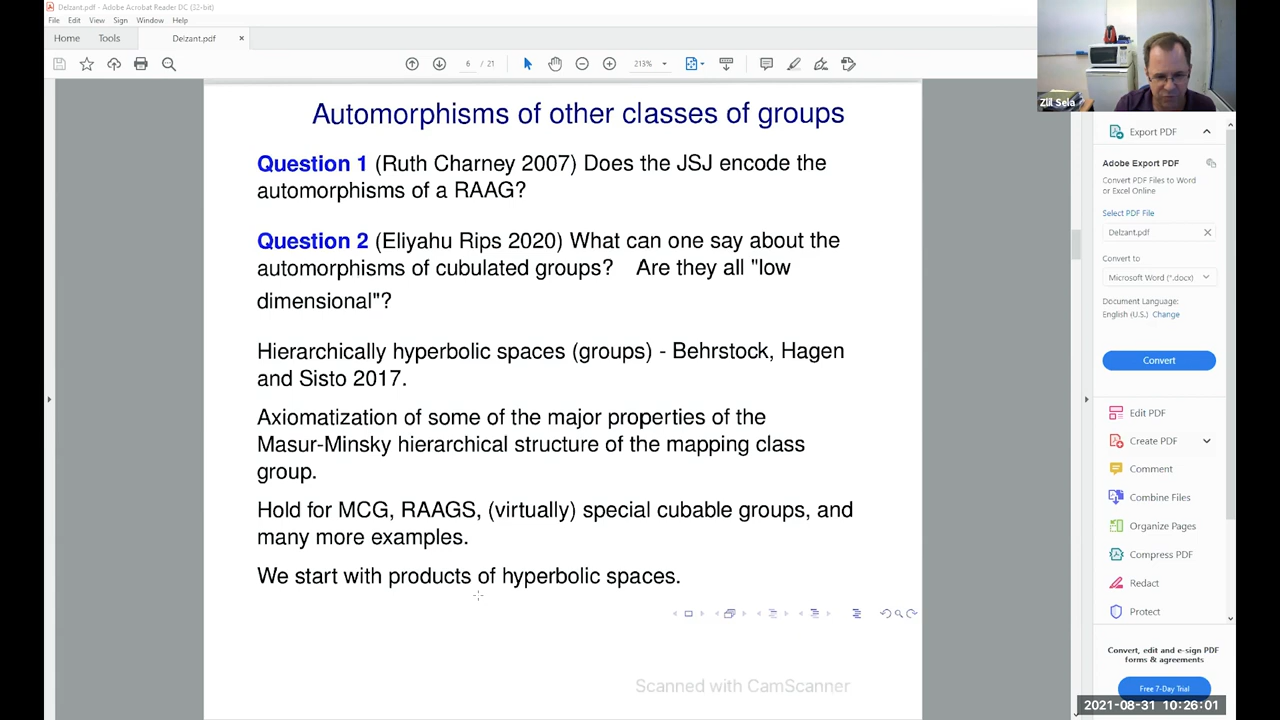 Delzant.pdf - Adobe Acrobat Reader DC (32-bit)
File Edit View Sign Window Help
Home Tools Delzant.pdf ×
6 / 21 213%
Automorphisms of other classes of groups
Question 1 (Ruth Charney 2007) Does the JSJ encode the
automorphisms of a RAAG?
Question 2 (Eliyahu Rips 2020) What can one say about the
automorphisms of cubulated groups? Are they all "low
dimensional"?
Hierarchically hyperbolic spaces (groups) - Behrstock, Hagen
and Sisto 2017.
Axiomatization of some of the major properties of the
Masur-Minsky hierarchical structure of the mapping class
group.
Hold for MCG, RAAGS, (virtually) special cubable groups, and
many more examples.
We start with products of hyperbolic spaces.
Scanned with CamScanner
Zlil Sela
Export PDF
Adobe Export PDF
Convert PDF Files to Word
or Excel Online
Select PDF File
Delzant.pdf
Convert to
Microsoft Word (*.docx)
Document Language:
English (U.S.) Change
Convert
Edit PDF
Create PDF
Comment
Combine Files
Organize Pages
Compress PDF
Redact
Protect
Convert, edit and e-sign PDF
forms & agreements
Free 7-Day Trial
2021-08-31 10:26:01